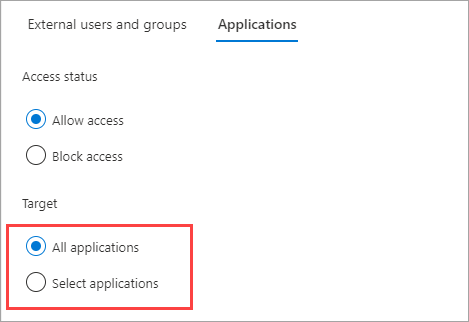 External users and groups Applications
Access status
Allow access
Block access
Target
All applications
Select applications